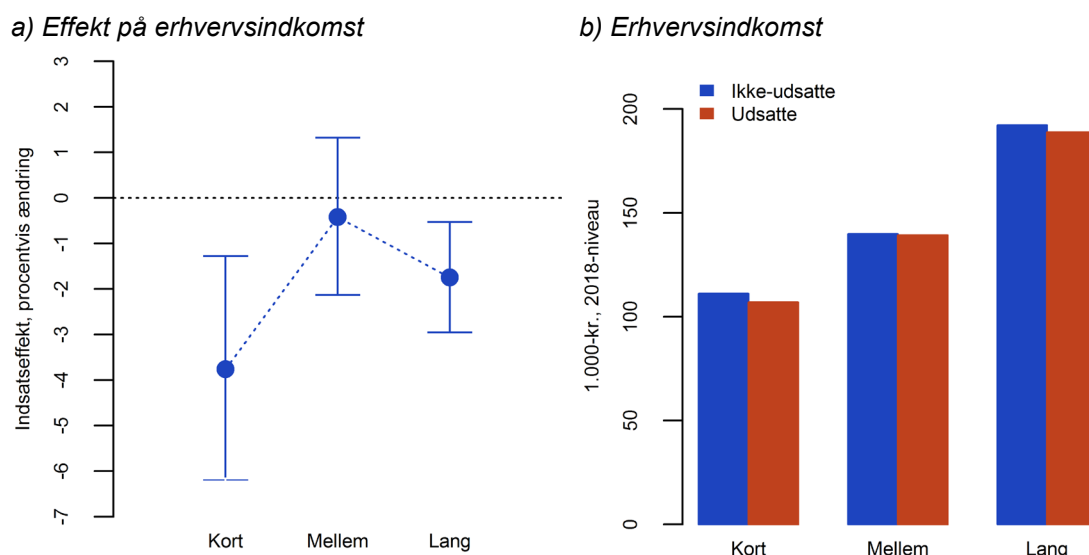 a) Effekt på erhvervsindkomst
Indsatseffekt, procentvis ændring
3
2
1
0
-1
-2
-3
-4
-5
-6
-7
Kort Mellem Lang
b) Erhvervsindkomst
Ikke-udsatte
Udsatte
1.000-kr., 2018-niveau
200
150
100
50
0
Kort Mellem Lang